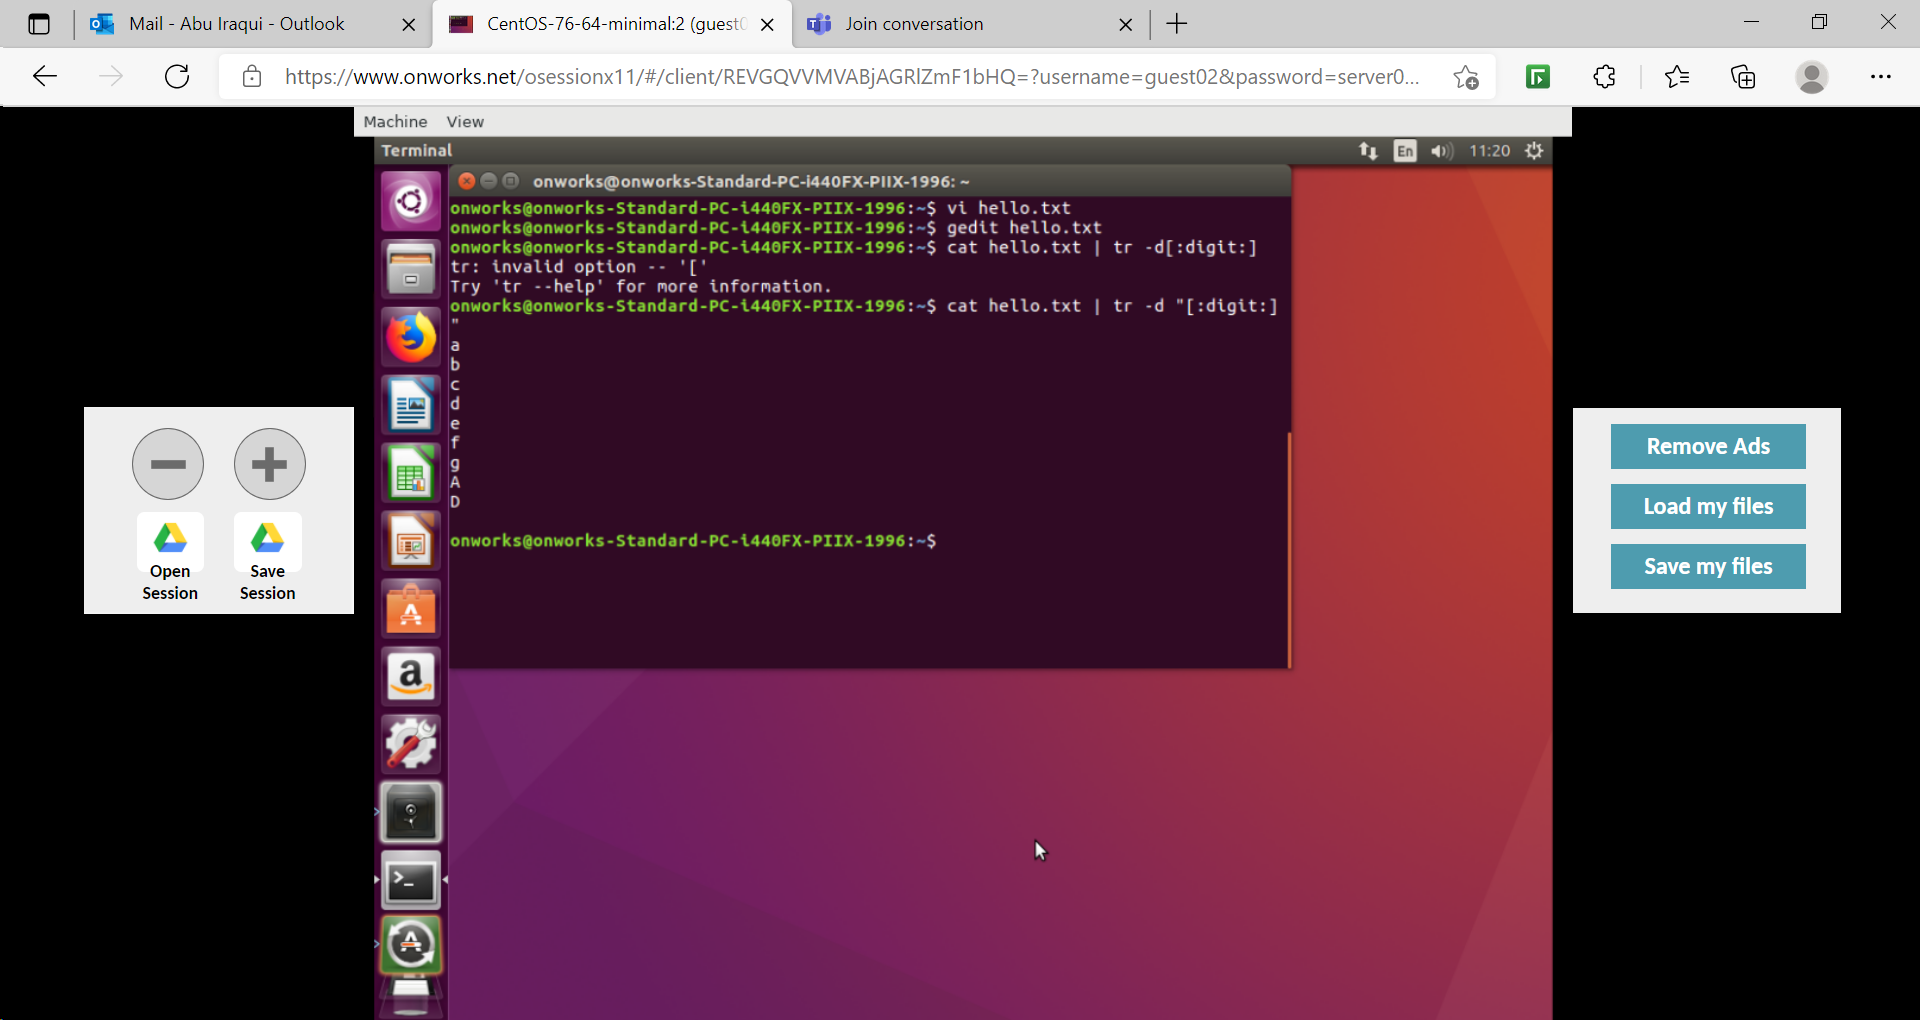 Mail - Abu Iraqui - Outlook
CentOS-76-64-minimal:2 (guest0
Join conversation
https://www.onworks.net/osessionx11/#/client/REVGQVVMVABjAGRlZmF1bHQ=?username=guest02&password=server0...
Machine View
Terminal
En
11:20
onworks@onworks-Standard-PC-i440FX-PIIX-1996: ~
onworks@onworks-Standard-PC-i440FX-PIIX-1996:~$ vi hello.txt
onworks@onworks-Standard-PC-i440FX-PIIX-1996:~$ gedit hello.txt
onworks@onworks-Standard-PC-i440FX-PIIX-1996:~$ cat hello.txt | tr -d[:digit:]
tr: invalid option -- '['
Try 'tr --help' for more information.
onworks@onworks-Standard-PC-i440FX-PIIX-1996:~$ cat hello.txt | tr -d "[:digit:]
"
a
b
c
d
e
f
g
A
D
onworks@onworks-Standard-PC-i440FX-PIIX-1996:~$
Open
Session
Save
Session
Remove Ads
Load my files
Save my files